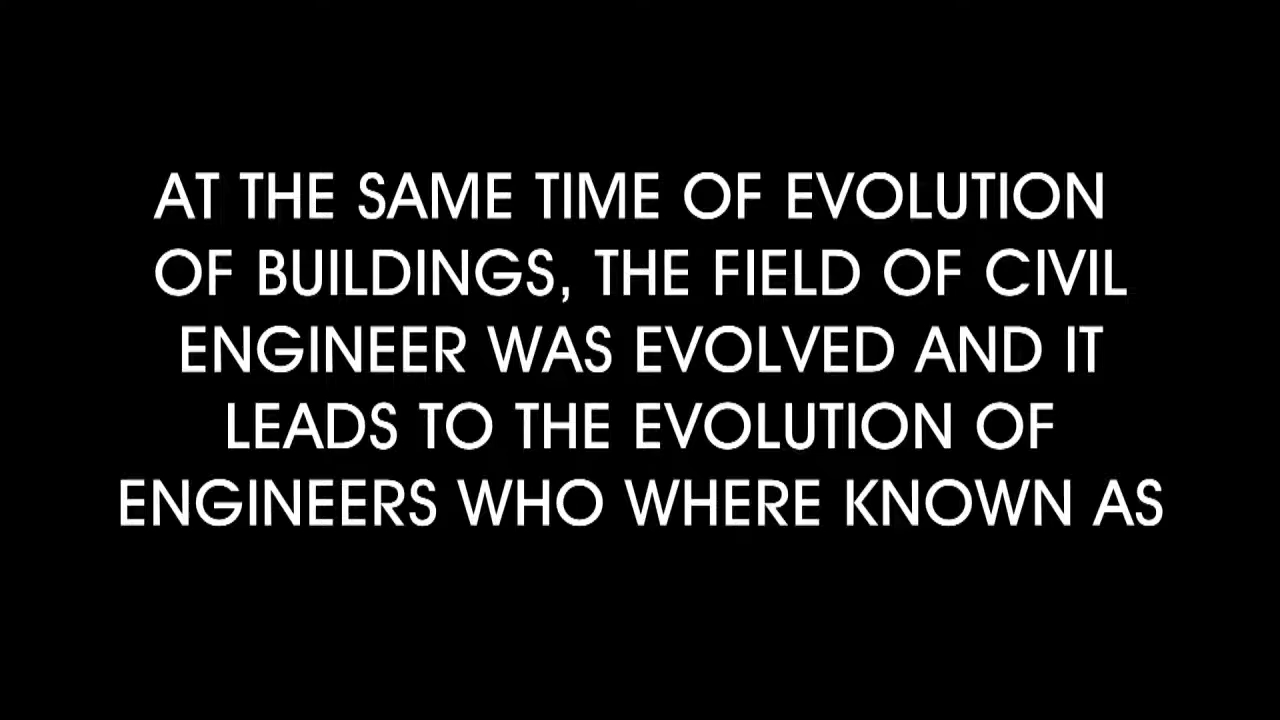 AT THE SAME TIME OF EVOLUTION
OF BUILDINGS, THE FIELD OF CIVIL
ENGINEER WAS EVOLVED AND IT
LEADS TO THE EVOLUTION OF
ENGINEERS WHO WHERE KNOWN AS